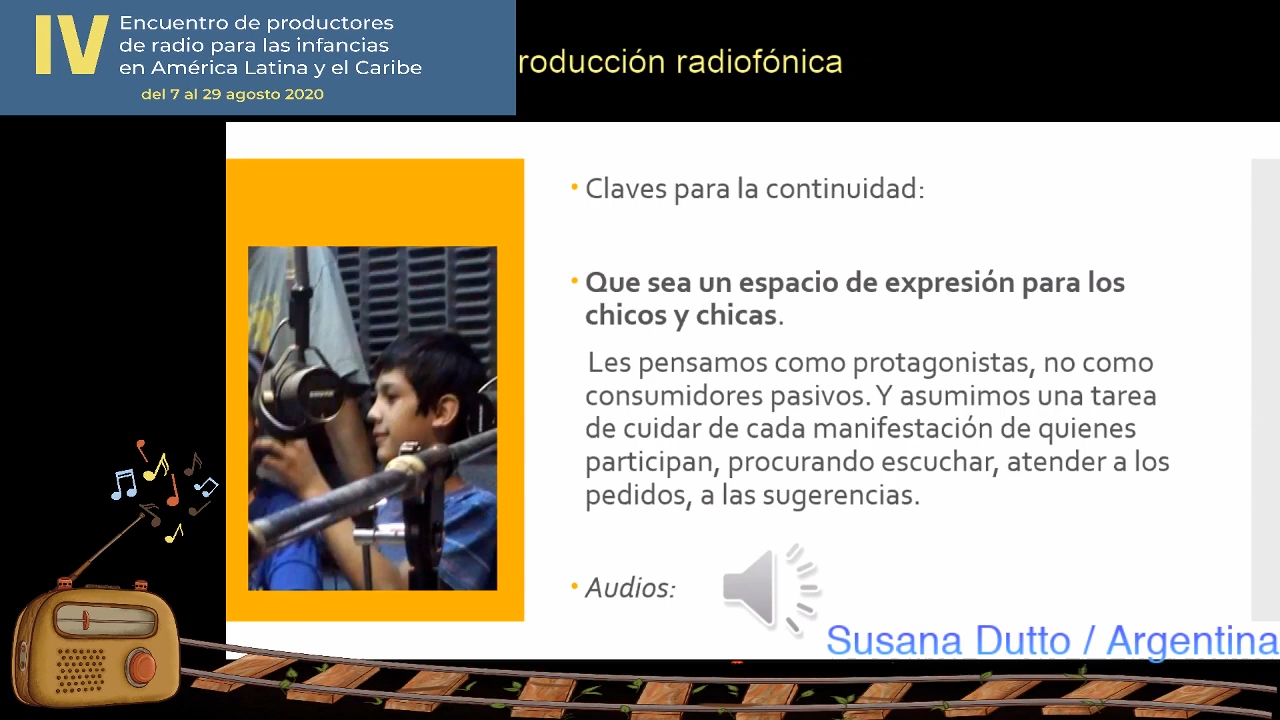 IV
Encuentro de productores
de radio para las infancias
en América Latina y el Caribe
del 7 al 29 agosto 2020
roducción radiofónica
• Claves para la continuidad:
• Que sea un espacio de expresión para los
chicos y chicas.
Les pensamos como protagonistas, no como
consumidores pasivos. Y asumimos una tarea
de cuidar de cada manifestación de quienes
participan, procurando escuchar, atender a los
pedidos, a las sugerencias.
• Audios:
Susana Dutto / Argentina